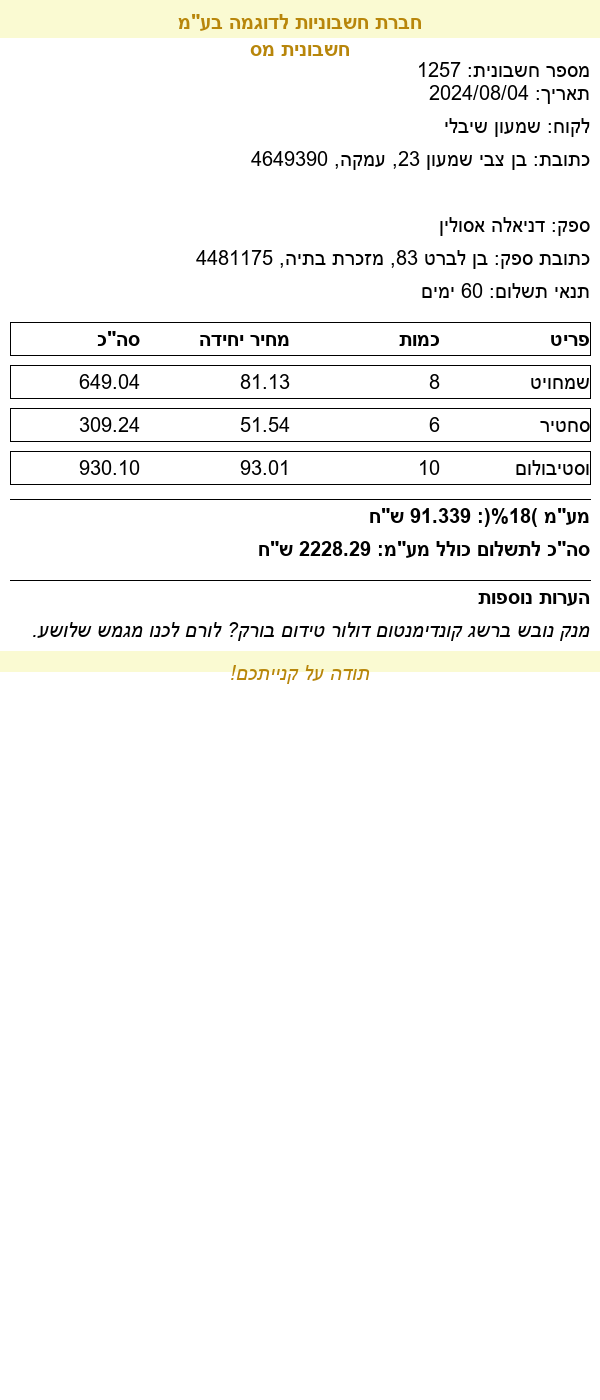 חברת חשבוניות לדוגמה בע"מ
חשבונית מס
מספר חשבונית: 1257
תאריך: 2024/08/04
לקוח: שמעון שיבלי
כתובת: בן צבי שמעון 23, עמקה, 4649390
ספק: דניאלה אסולין
כתובת ספק: בן לברט 83, מזכרת בתיה, 4481175
תנאי תשלום: 60 ימים
פריט כמות מחיר יחידה סה"כ
שמחויט 8 81.13 649.04
סחטיר 6 51.54 309.24
וסטיבולום 10 93.01 930.10
מע"מ )18%(: 91.339 ש"ח
סה"כ לתשלום כולל מע"מ: 2228.29 ש"ח
הערות נוספות
מנק נובש ברשג קונדימנטום דולור טידום בורק? לורם לכנו מגמש שלושע.
תודה על קנייתכם!